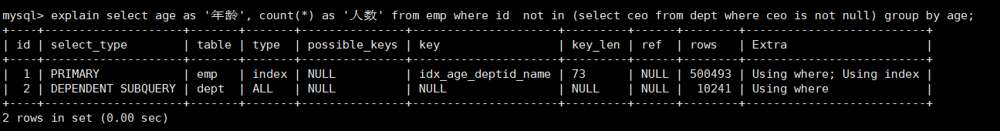 mysql> explain select age as '年龄', count(*) as '人数' from emp where id  not in (select ceo from dept where ceo is not null) group by age;
+----+--------------------+-------+-------+---------------+---------------------+---------+------+--------+--------------------------+
| id | select_type        | table | type  | possible_keys | key                 | key_len | ref  | rows   | Extra                    |
+----+--------------------+-------+-------+---------------+---------------------+---------+------+--------+--------------------------+
|  1 | PRIMARY            | emp   | index | NULL          | idx_age_deptid_name | 73      | NULL | 500493 | Using where; Using index |
|  2 | DEPENDENT SUBQUERY | dept  | ALL   | NULL          | NULL                | NULL    | NULL |  10241 | Using where              |
+----+--------------------+-------+-------+---------------+---------------------+---------+------+--------+--------------------------+
2 rows in set (0.00 sec)